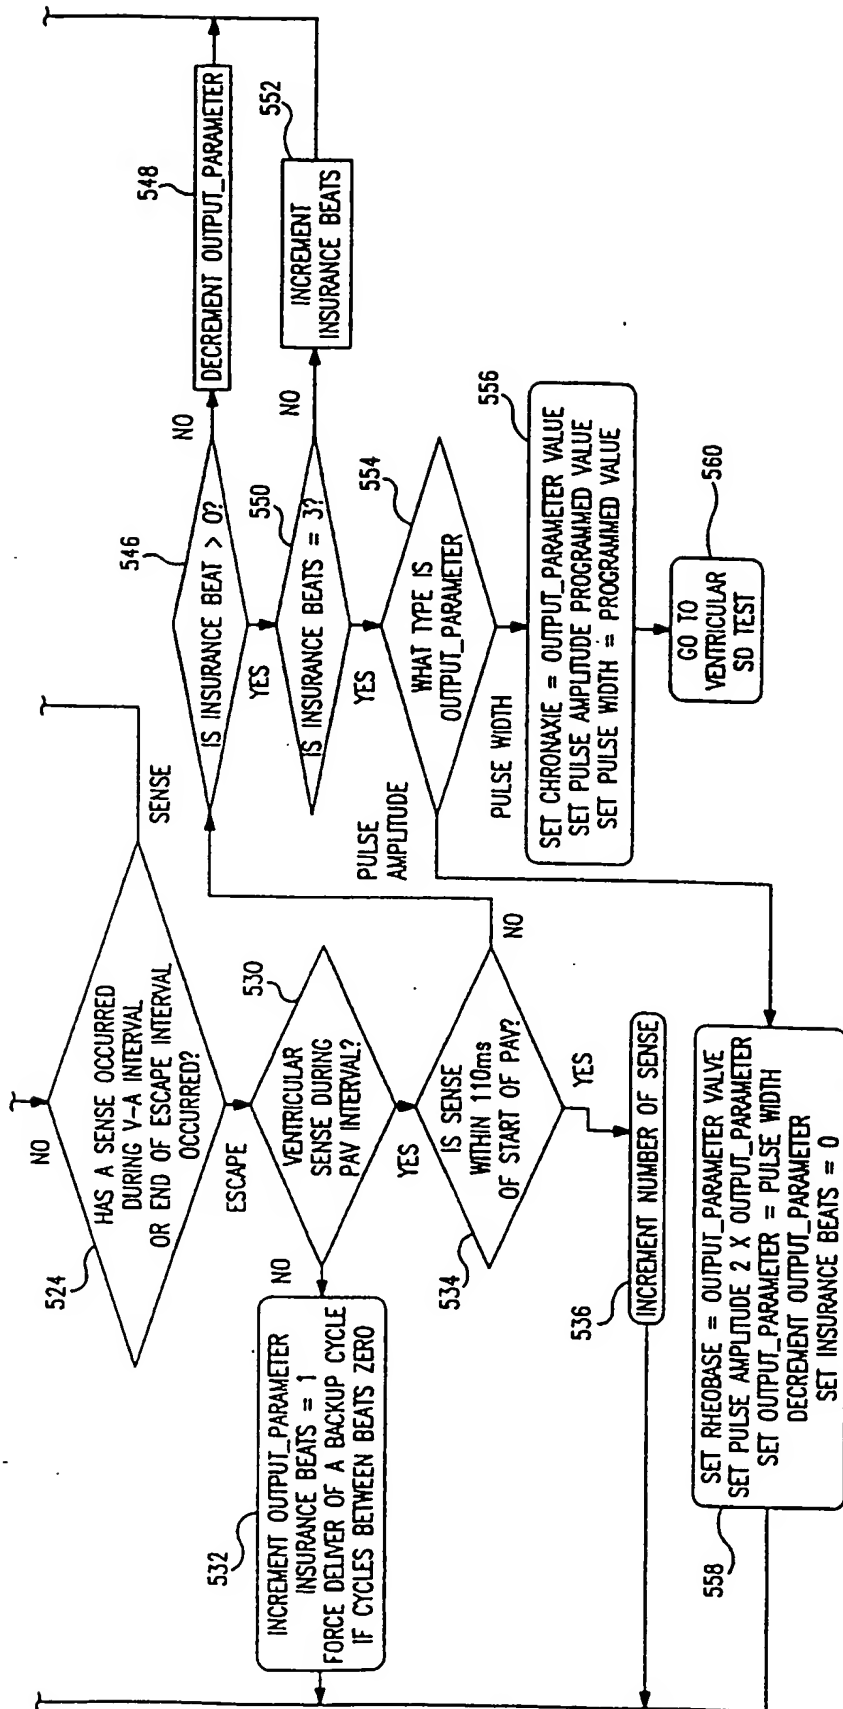 NO
HAS A SENSE OCCURRED
DURING V-A INTERVAL
OR END OF ESCAPE INTERVAL
OCCURRED?
524
SENSE
ESCAPE
VENTRICULAR
SENSE DURING
PAV INTERVAL?
530
NO
YES
INCREMENT OUTPUT_PARAMETER
INSURANCE BEATS = 1
FORCE DELIVER OF A BACKUP CYCLE
IF CYCLES BETWEEN BEATS ZERO
532
IS SENSE
WITHIN 110ms
OF START OF PAV?
534
NO
YES
INCREMENT NUMBER OF SENSE
536
IS INSURANCE BEAT > 0?
546
NO
YES
DECREMENT OUTPUT_PARAMETER
548
IS INSURANCE BEATS = 3?
550
NO
YES
INCREMENT
INSURANCE BEATS
552
WHAT TYPE IS
OUTPUT_PARAMETER
554
PULSE
AMPLITUDE
PULSE WIDTH
SET CHRONAXIE = OUTPUT_PARAMETER VALUE
SET PULSE AMPLITUDE PROGRAMMED VALUE
SET PULSE WIDTH = PROGRAMMED VALUE
556
GO TO
VENTRICULAR
SD TEST
560
SET RHEOBASE = OUTPUT_PARAMETER VALVE
SET PULSE AMPLITUDE 2 X OUTPUT_PARAMETER
SET OUTPUT_PARAMETER = PULSE WIDTH
DECREMENT OUTPUT_PARAMETER
SET INSURANCE BEATS = 0
558